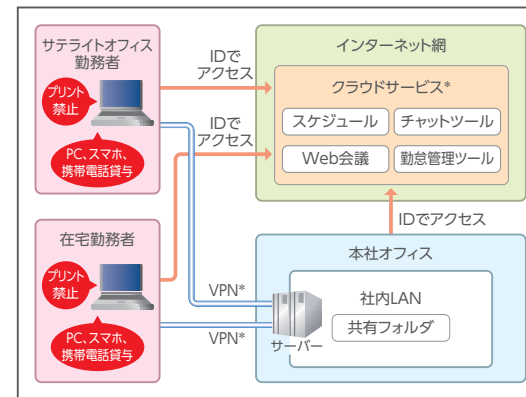 サテライトオフィス
勤務者
プリント
禁止
PC、スマホ、
携帯電話貸与
IDで
アクセス
IDで
アクセス
インターネット網
クラウドサービス*
スケジュール
チャットツール
Web会議
勤怠管理ツール
IDでアクセス
在宅勤務者
プリント
禁止
PC、スマホ、
携帯電話貸与
VPN*
VPN*
本社オフィス
社内LAN
共有フォルダ
サーバー